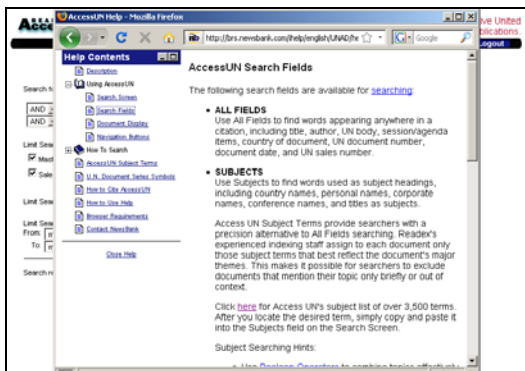 AccessUN Help - Mozilla Firefox
http://brs.newsbank.com/help/english/UNAD/he
Google
ve United
blications.
Logout
Help Contents
Description
Using AccessUN
Search Screen
Search Fields
Document Display
Navigation Buttons
How To Search
AccessUN Subject Terms
U.N. Document Series Symbols
How to Cite AccessUN
How to Use Help
Browser Requirements
Contact NewsBank
Close Help
Search fo
AND
AND
Limit Sear
Mast
Sale
Limit Sear
Limit Sear
From:
To:
Search re
AccessUN Search Fields
The following search fields are available for searching:
• ALL FIELDS
Use All Fields to find words appearing anywhere in a
citation, including title, author, UN body, session/agenda
items, country of document, UN document number,
document date, and UN sales number.
• SUBJECTS
Use Subjects to find words used as subject headings,
including country names, personal names, corporate
names, conference names, and titles as subjects.
Access UN Subject Terms provide searchers with a
precision alternative to All Fields searching. Readex's
experienced indexing staff assign to each document only
those subject terms that best reflect the document's major
themes. This makes it possible for searchers to exclude
documents that mention their topic only briefly or out of
context.
Click here for Access UN's subject list of over 3,500 terms.
After you locate the desired term, simply copy and paste it
into the Subjects field on the Search Screen.
Subject Searching Hints:
Use Boolean Operators to combine topics effectively